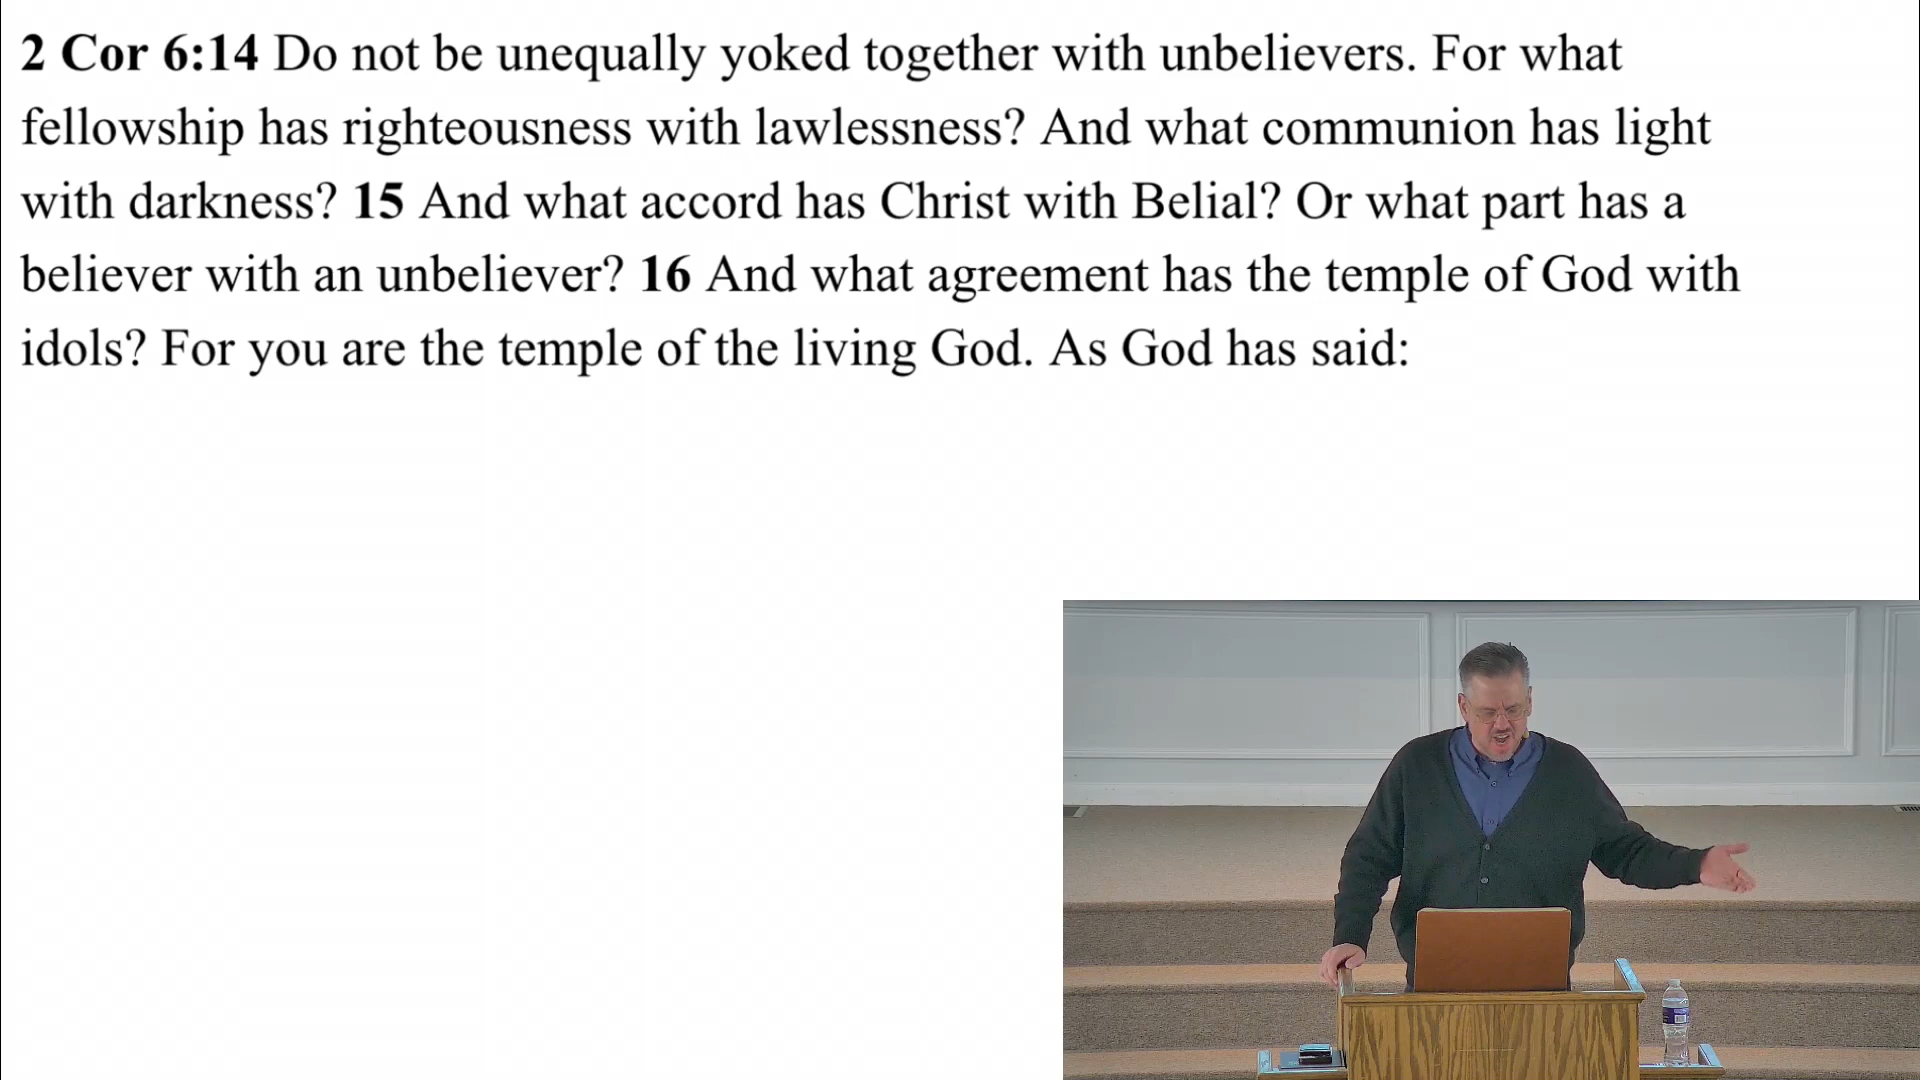 2 Cor 6:14 Do not be unequally yoked together with unbelievers. For what
fellowship has righteousness with lawlessness? And what communion has light
with darkness? 15 And what accord has Christ with Belial? Or what part has a
believer with an unbeliever? 16 And what agreement has the temple of God with
idols? For you are the temple of the living God. As God has said: